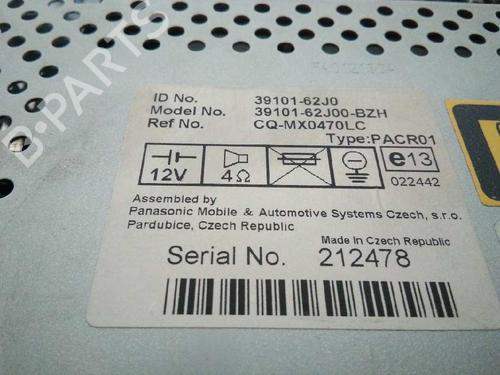 B-PARTS
ID No. 39101-62J0
Model No. 39101-62J00-BZH
Ref No. CQ-MX0470LC
Type:PACR01
12V 4Ω e13
022442
Assembled by
Panasonic Mobile & Automotive Systems Czech, s.r.o.
Pardubice, Czech Republic
Made in Czech Republic
Serial No. 212478